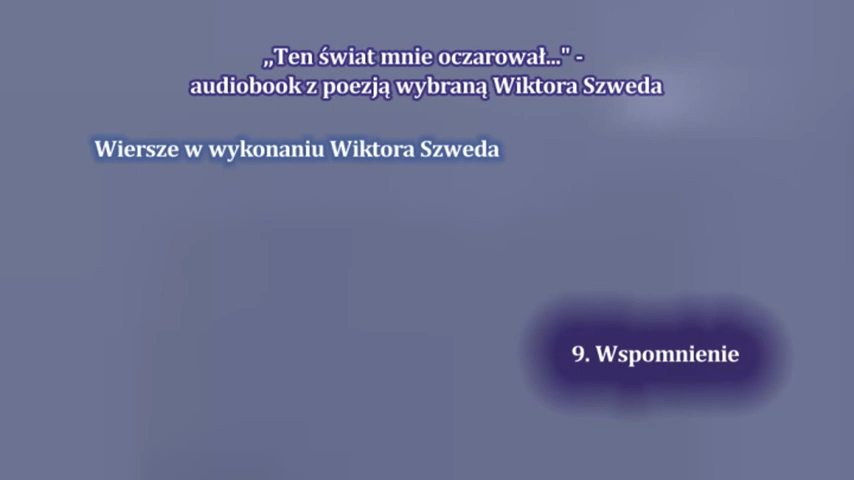 „Ten świat mnie oczarował..." -
audiobook z poezją wybraną Wiktora Szweda
Wiersze w wykonaniu Wiktora Szweda
9. Wspomnienie